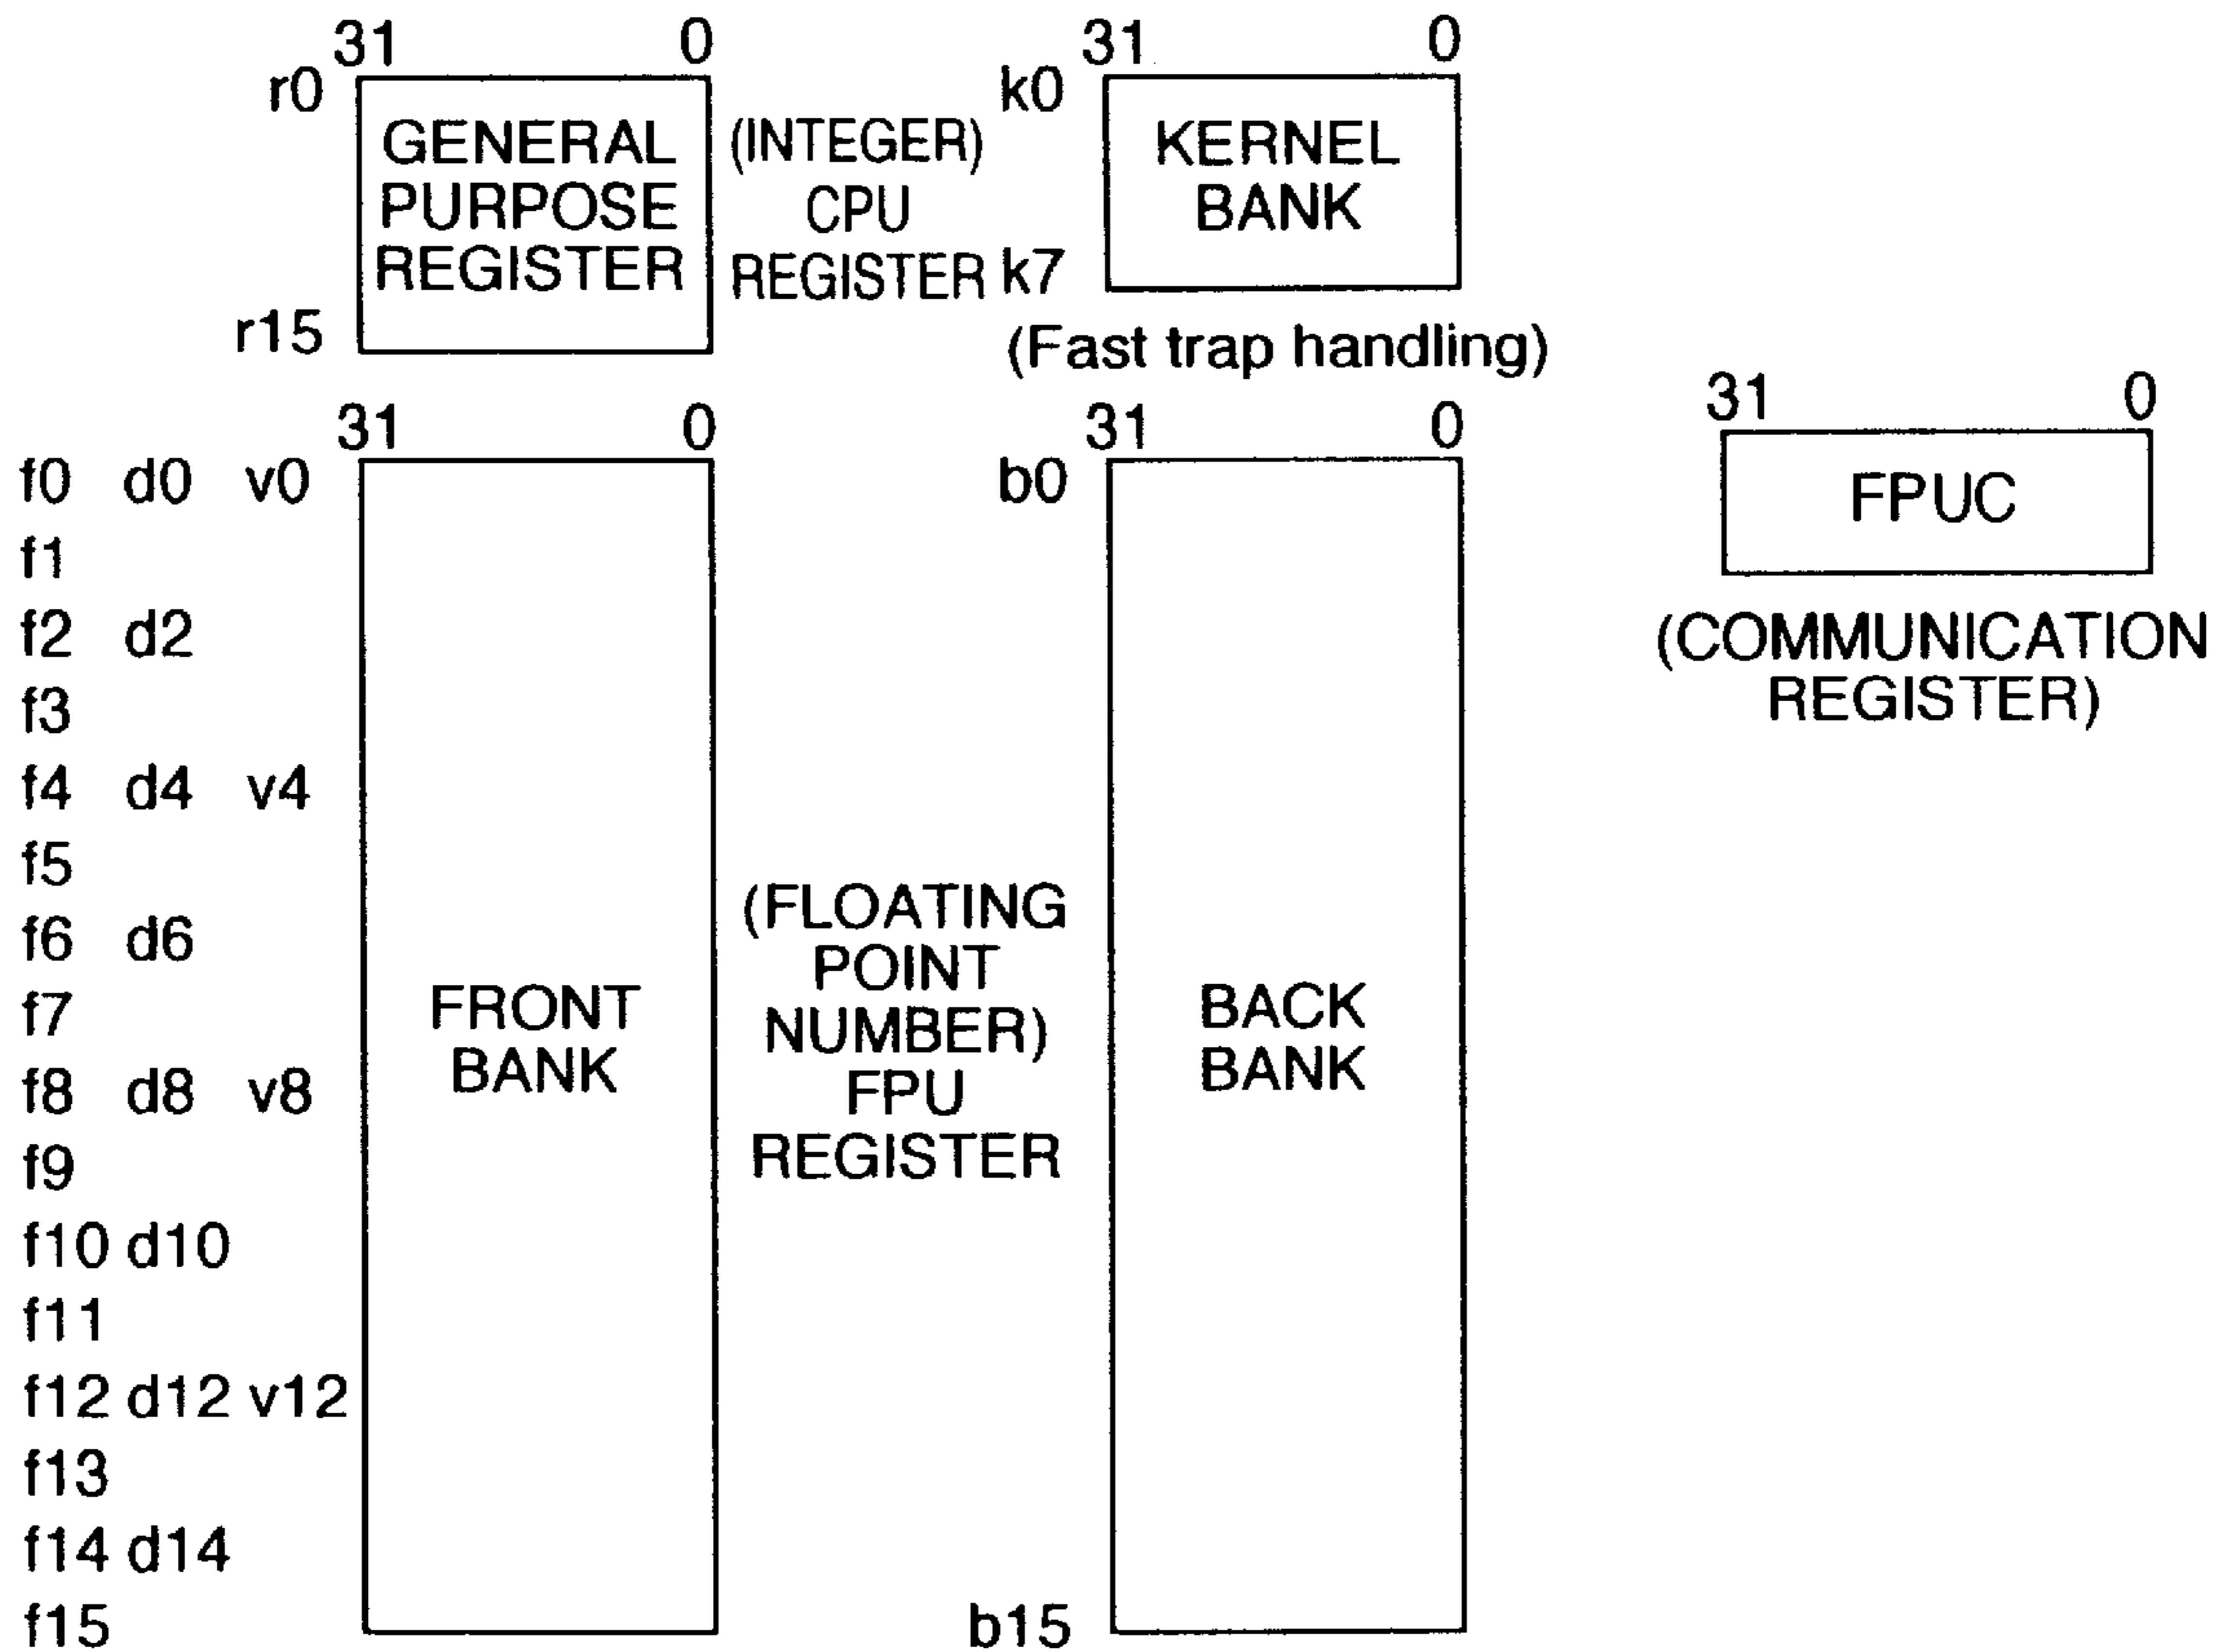 31 0
r0
GENERAL
PURPOSE
REGISTER
r15
(INTEGER)
CPU
REGISTER
31 0
k0
KERNEL
BANK
k7
(Fast trap handling)
31 0
f0 d0 v0
f1
f2 d2
f3
f4 d4 v4
f5
f6 d6
f7
f8 d8 v8
f9
f10 d10
f11
f12 d12 v12
f13
f14 d14
f15
FRONT
BANK
(FLOATING
POINT
NUMBER)
FPU
REGISTER
31 0
b0
BACK
BANK
b15
31 0
FPUC
(COMMUNICATION
REGISTER)